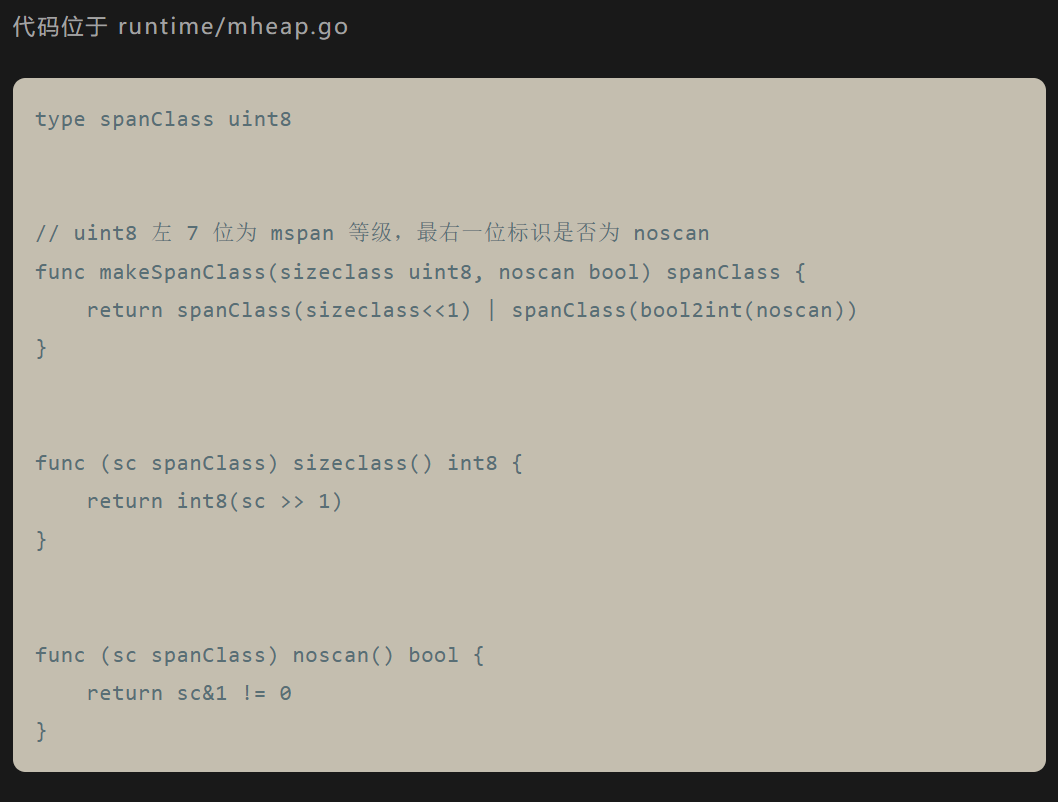 代码位于 runtime/mheap.go
type spanClass uint8
// uint8 左 7 位为 mspan 等级，最右一位标识是否为 noscan
func makeSpanClass(sizeclass uint8, noscan bool) spanClass {
    return spanClass(sizeclass<<1) | spanClass(bool2int(noscan))
}
func (sc spanClass) sizeclass() int8 {
    return int8(sc >> 1)
}
func (sc spanClass) noscan() bool {
    return sc&1 != 0
}